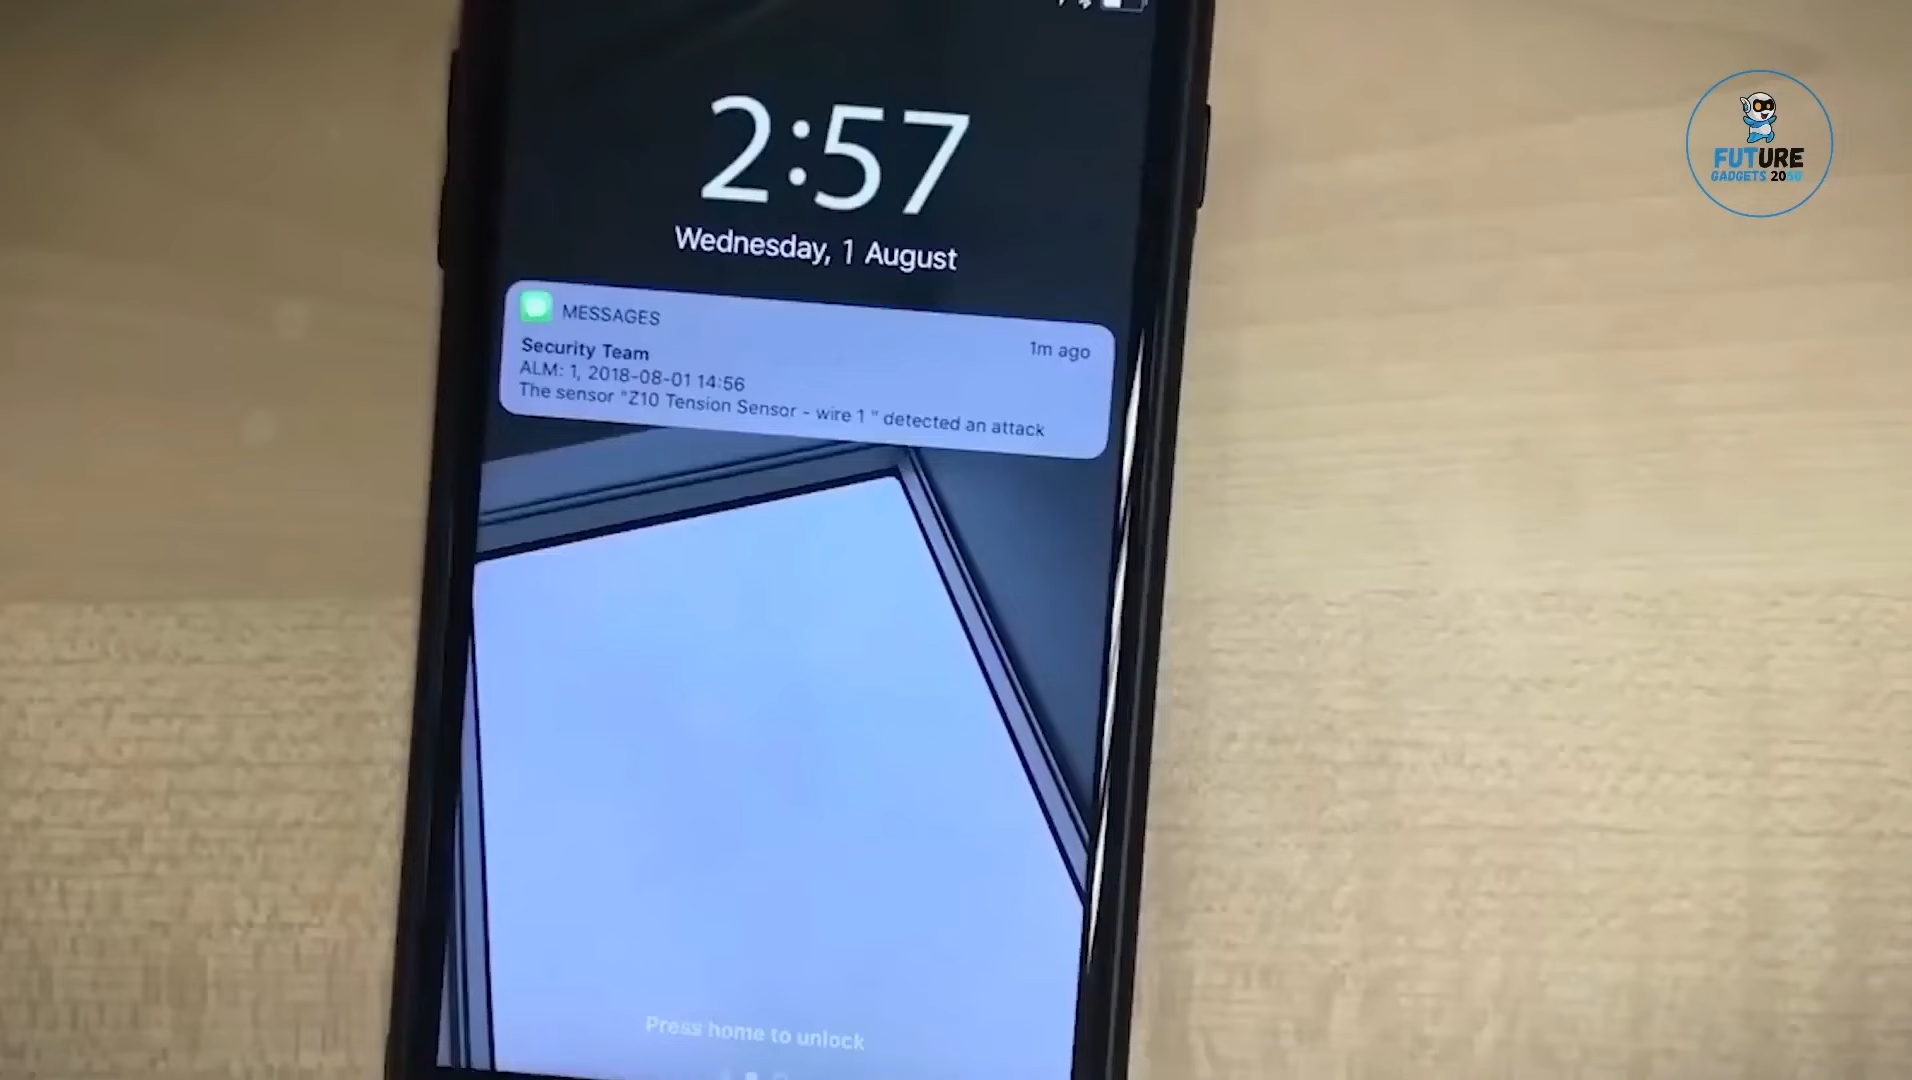 2:57
Wednesday, 1 August
MESSAGES
1m ago
Security Team
ALM: 1, 2018-08-01 14:56
The sensor "Z10 Tension Sensor - wire 1 " detected an attack
Press home to unlock
FUTURE
GADGETS 2050